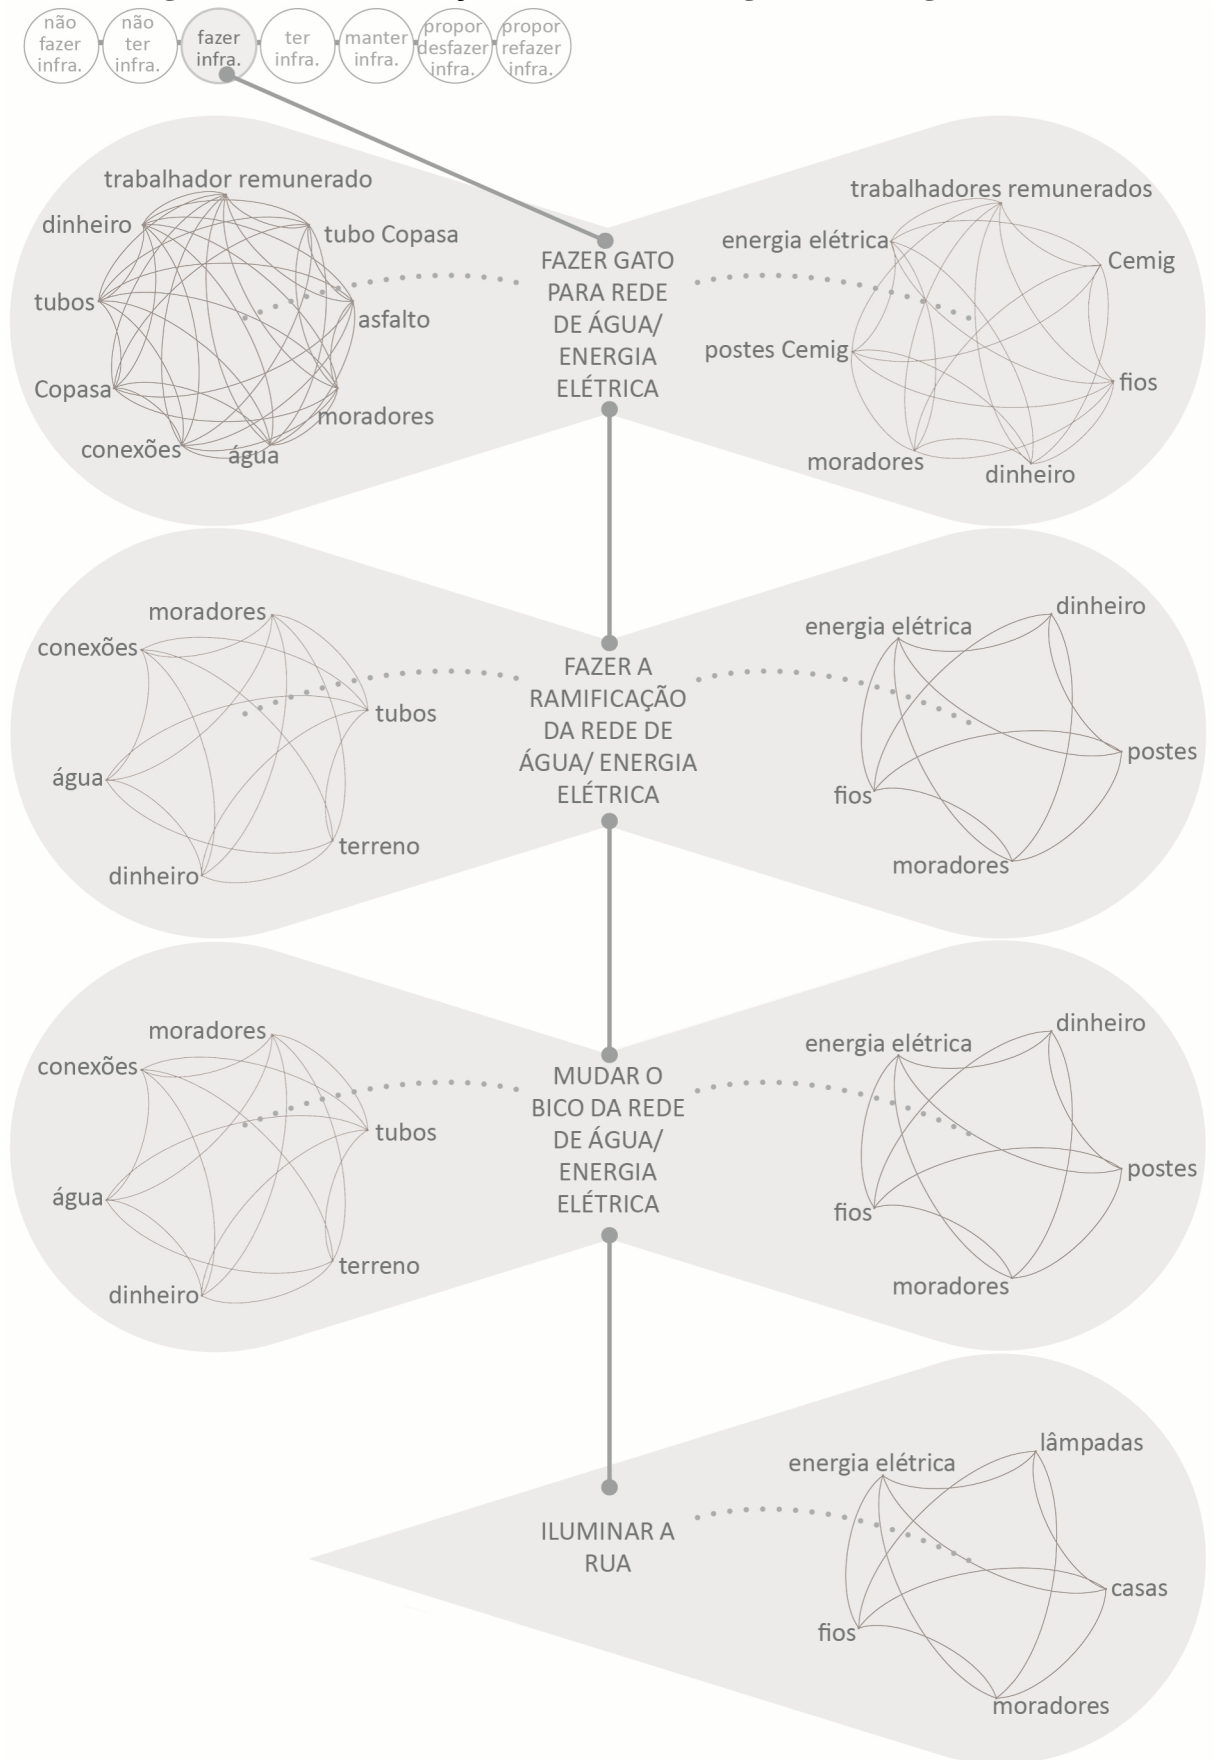 não
fazer
infra.
não
ter
infra.
fazer
infra.
ter
infra.
manter
infra.
propor
desfazer
infra.
propor
refazer
infra.
trabalhador remunerado
dinheiro
tubo Copasa
tubos
asfalto
Copasa
moradores
conexões
água
FAZER GATO
PARA REDE
DE ÁGUA/
ENERGIA
ELÉTRICA
trabalhadores remunerados
energia elétrica
Cemig
postes Cemig
fios
moradores
dinheiro
moradores
conexões
tubos
água
terreno
dinheiro
FAZER A
RAMIFICAÇÃO
DA REDE DE
ÁGUA/ ENERGIA
ELÉTRICA
dinheiro
energia elétrica
postes
fios
moradores
moradores
conexões
tubos
água
terreno
dinheiro
MUDAR O
BICO DA REDE
DE ÁGUA/
ENERGIA
ELÉTRICA
dinheiro
energia elétrica
postes
fios
moradores
ILUMINAR A
RUA
lâmpadas
energia elétrica
casas
fios
moradores